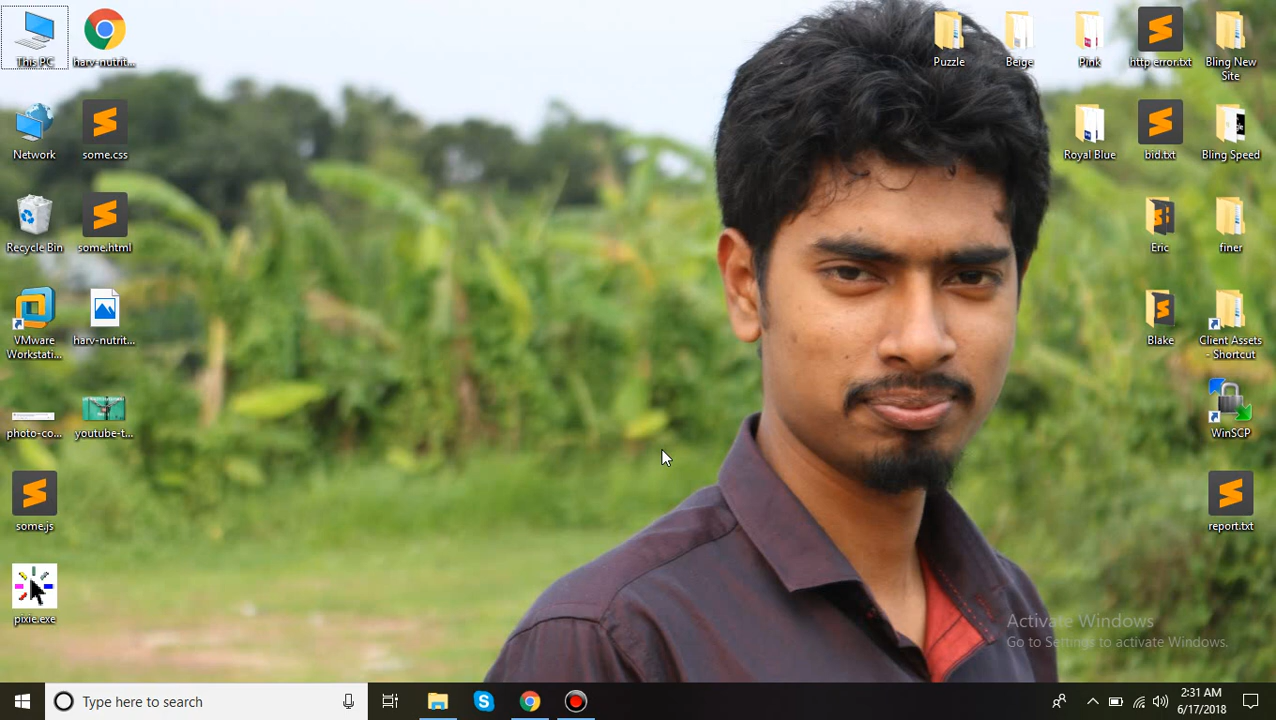 This PC
harv-nutrit...
Puzzle
Beige
Pink
http error.txt
Bling New
Site
Network
some.css
Royal Blue
bid.txt
Bling Speed
Recycle Bin
some.html
Eric
finer
VMware
Workstati...
harv-nutrit...
Blake
Client Assets
- Shortcut
photo-co...
youtube-t...
WinSCP
some.js
report.txt
pixie.exe
Activate Windows
Go to Settings to activate Windows.
Type here to search
2:31 AM
6/17/2018